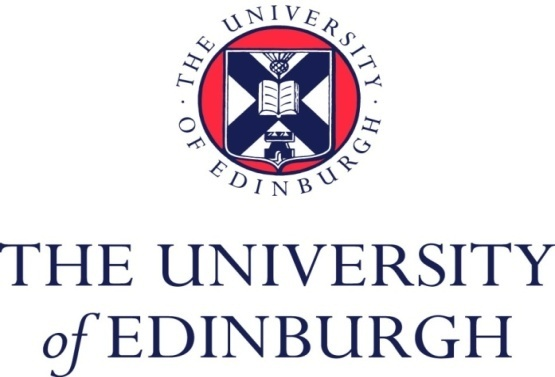 · THE UNIVERSITY ·
OF EDINBURGH
THE UNIVERSITY
of EDINBURGH